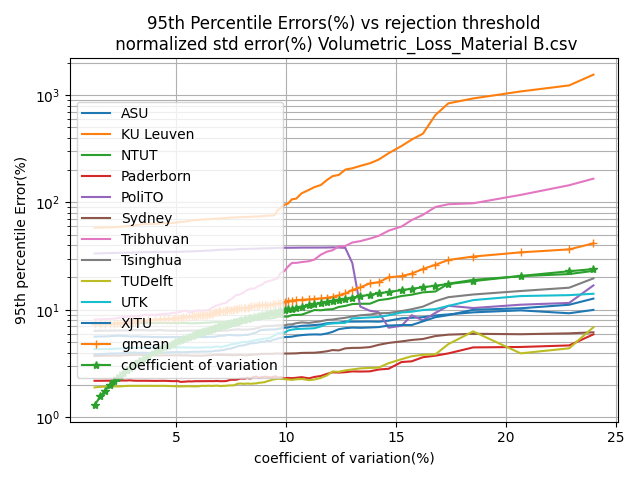 95th Percentile Errors(%) vs rejection threshold
normalized std error(%) Volumetric_Loss_Material B.csv
95th percentile Error(%)
10³
10²
10¹
10⁰
ASU
KU Leuven
NTUT
Paderborn
PoliTO
Sydney
Tribhuvan
Tsinghua
TUDelft
UTK
XJTU
gmean
coefficient of variation
5
10
15
20
25
coefficient of variation(%)